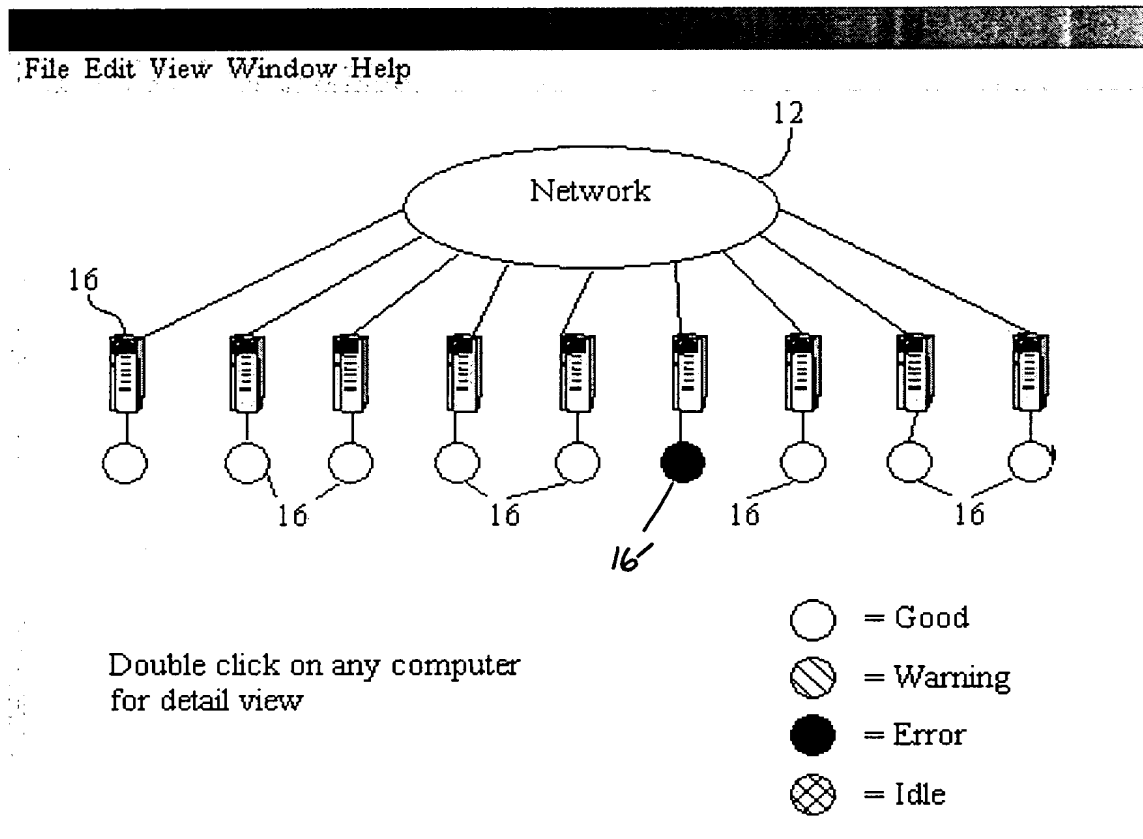 File Edit View Window Help
12
Network
16
16
16
16
16
16'
= Good
Double click on any computer
for detail view
= Warning
= Error
= Idle